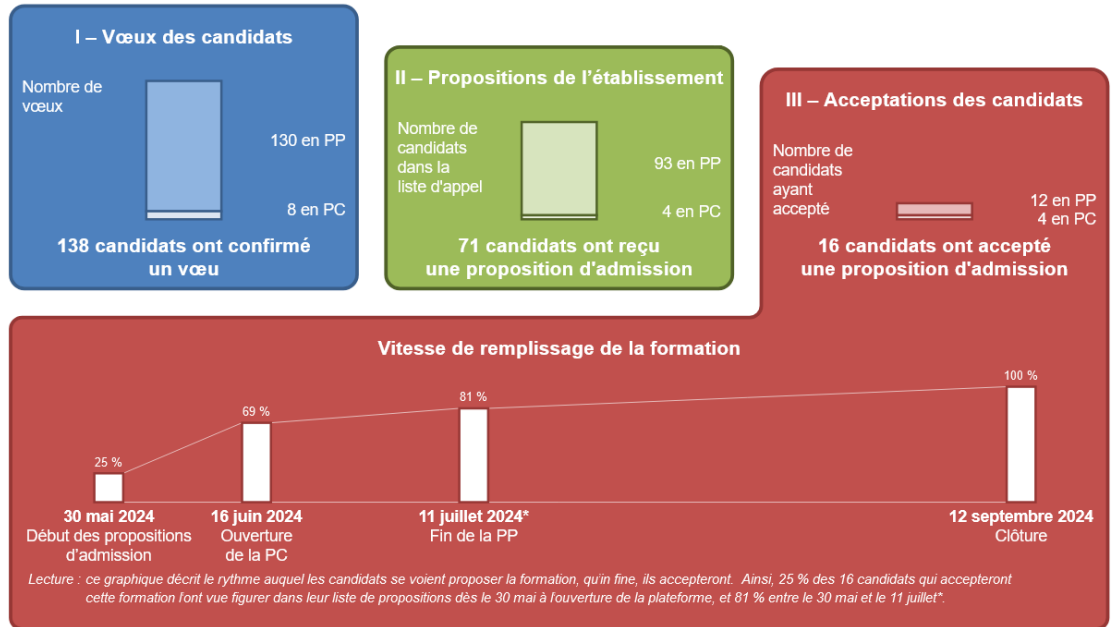 I – Vœux des candidats
Nombre de
vœux
130 en PP
8 en PC
138 candidats ont confirmé
un vœu
II – Propositions de l'établissement
Nombre de
candidats
dans la
liste d'appel
93 en PP
4 en PC
71 candidats ont reçu
une proposition d'admission
III – Acceptations des candidats
Nombre de
candidats
ayant
accepté
12 en PP
4 en PC
16 candidats ont accepté
une proposition d'admission
Vitesse de remplissage de la formation
25 %
69 %
81 %
100 %
30 mai 2024
Début des propositions
d'admission
16 juin 2024
Ouverture
de la PC
11 juillet 2024*
Fin de la PP
12 septembre 2024
Clôture
Lecture : ce graphique décrit le rythme auquel les candidats se voient proposer la formation, qu'in fine, ils accepteront. Ainsi, 25 % des 16 candidats qui accepteront
cette formation l'ont vue figurer dans leur liste de propositions dès le 30 mai à l'ouverture de la plateforme, et 81 % entre le 30 mai et le 11 juillet*.